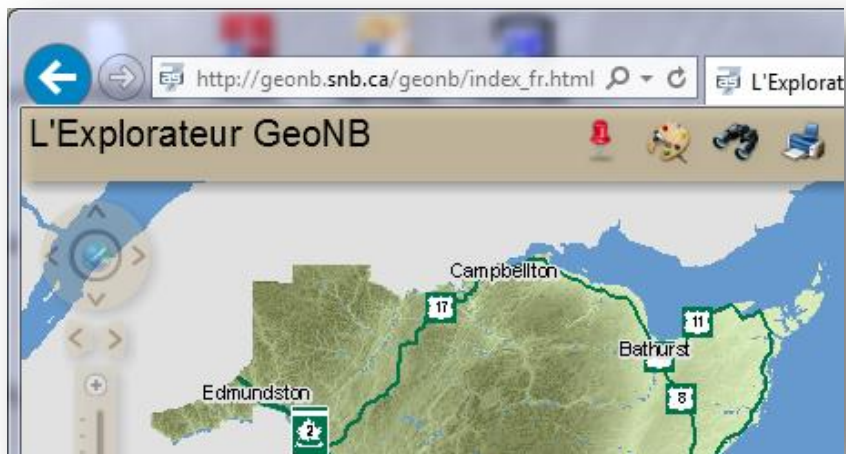 http://geonb.snb.ca/geonb/index_fr.html
L'Explorat
L'Explorateur GeoNB
Campbellton
17
11
Bathurst
Edmundston
8
2